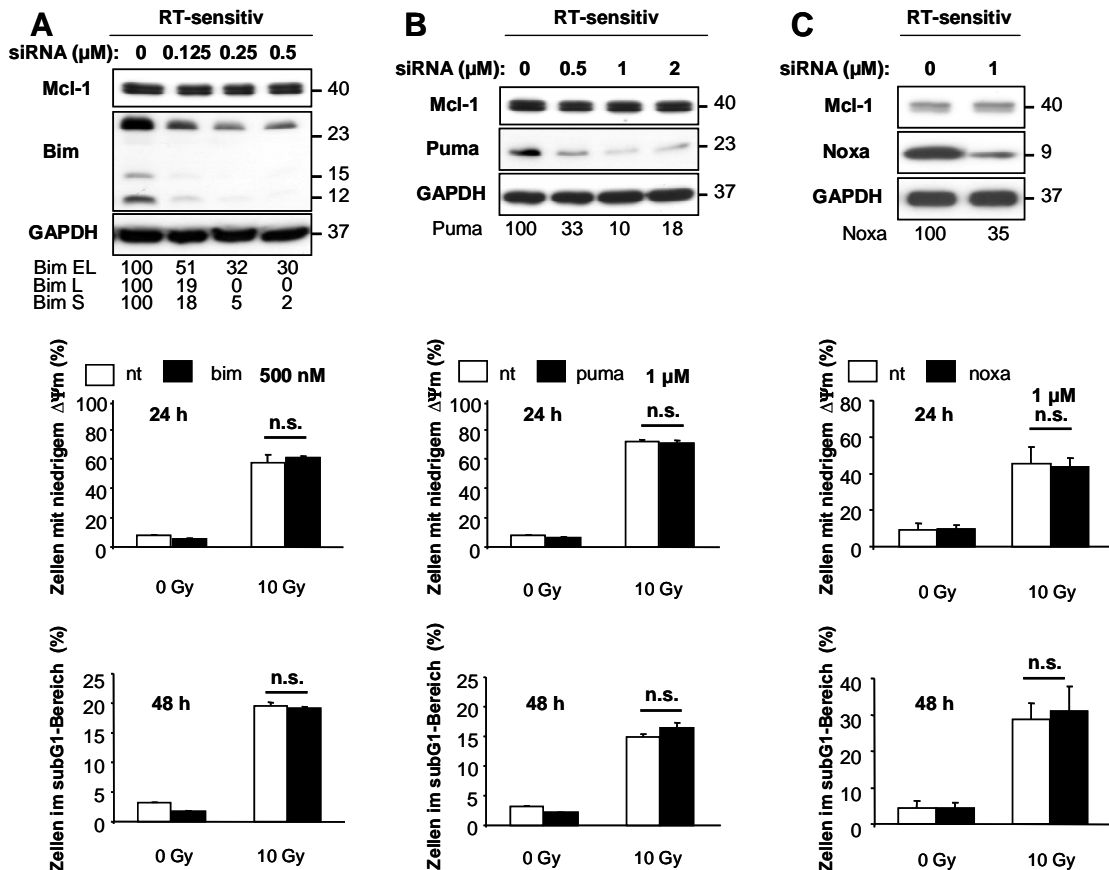 A
RT-sensitiv
siRNA (µM): 0 0.125 0.25 0.5
Mcl-1
40
Bim
23
15
12
GAPDH
37
Bim EL 100 51 32 30
Bim L 100 19 0 0
Bim S 100 18 5 2
nt bim 500 nM
Zellen mit niedrigem ΔΨm (%)
24 h
n.s.
100
80
60
40
20
0
0 Gy 10 Gy
Zellen im subG1-Bereich (%)
48 h
n.s.
25
20
15
10
5
0
0 Gy 10 Gy
B
RT-sensitiv
siRNA (µM): 0 0.5 1 2
Mcl-1
40
Puma
23
GAPDH
37
Puma 100 33 10 18
nt puma 1 µM
Zellen mit niedrigem ΔΨm (%)
24 h
n.s.
100
80
60
40
20
0
0 Gy 10 Gy
Zellen im subG1-Bereich (%)
48 h
n.s.
25
20
15
10
5
0
0 Gy 10 Gy
C
RT-sensitiv
siRNA (µM): 0 1
Mcl-1
40
Noxa
9
GAPDH
37
Noxa 100 35
nt noxa
1 µM
Zellen mit niedrigem ΔΨm (%)
24 h
n.s.
80
60
40
20
0
0 Gy 10 Gy
Zellen im subG1-Bereich (%)
48 h
n.s.
40
30
20
10
0
0 Gy 10 Gy